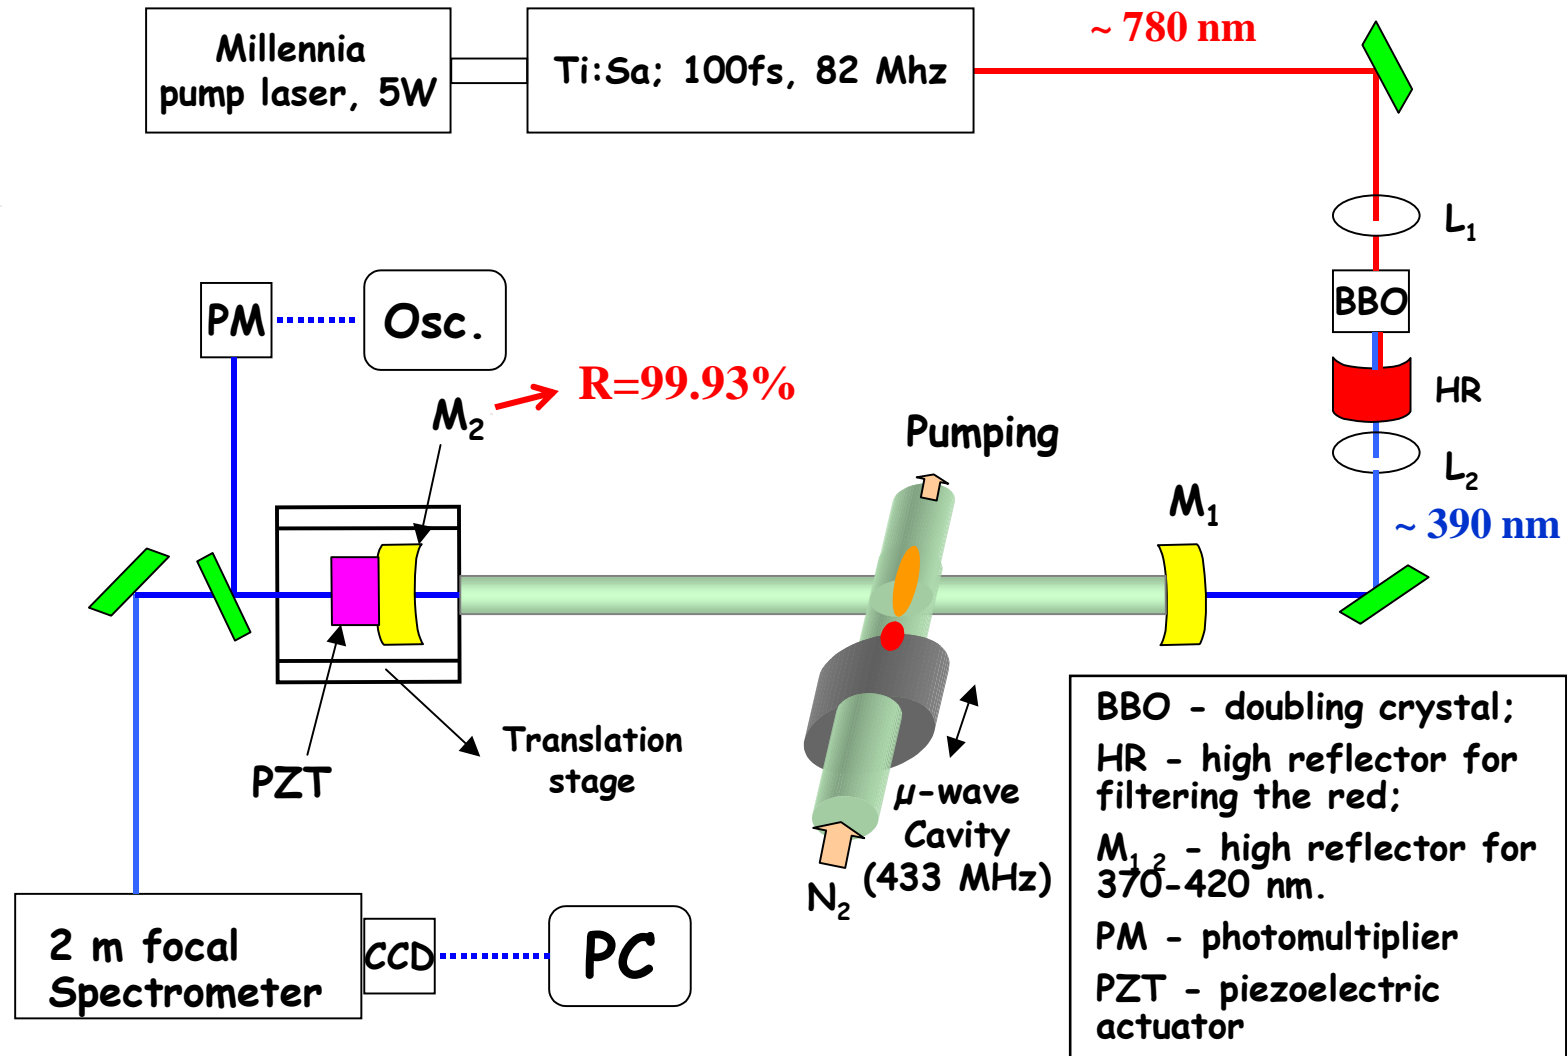 Millennia
pump laser, 5W
Ti:Sa; 100fs, 82 Mhz
~ 780 nm
L1
BBO
HR
L2
~ 390 nm
PM
Osc.
M2
R=99.93%
Pumping
M1
PZT
Translation
stage
µ-wave
Cavity
(433 MHz)
N2
2 m focal
Spectrometer
CCD
PC
BBO - doubling crystal;
HR - high reflector for
filtering the red;
M1,2 - high reflector for
370-420 nm.
PM - photomultiplier
PZT - piezoelectric
actuator